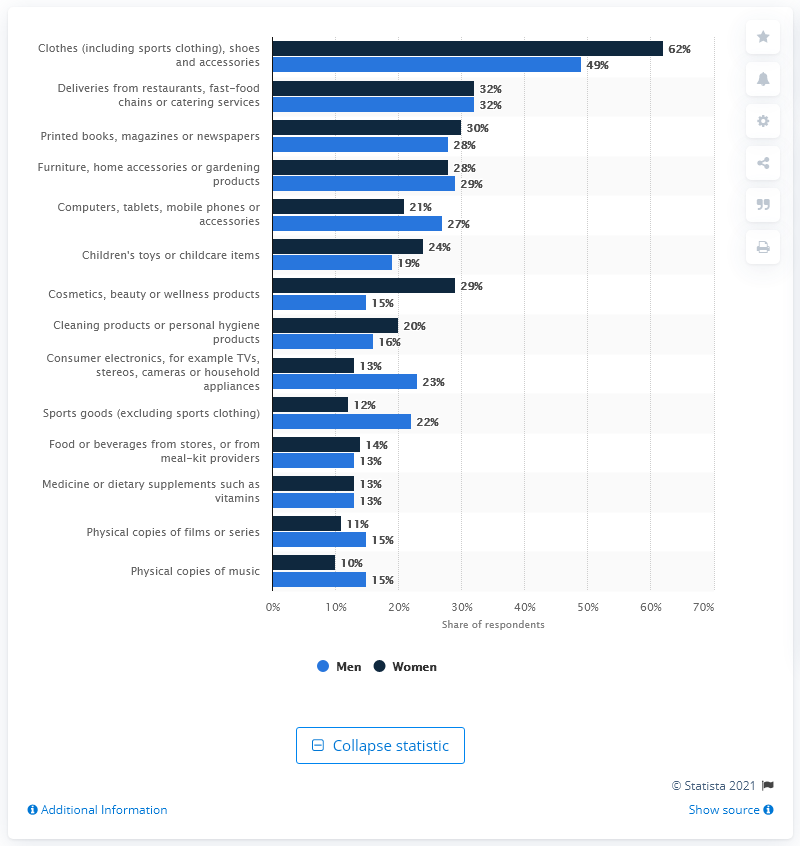 Clothes (including sports clothing), shoes
and accessories
62%
49%
Deliveries from restaurants, fast-food
chains or catering services
32%
32%
Printed books, magazines or newspapers
30%
28%
Furniture, home accessories or gardening
products
28%
29%
Computers, tablets, mobile phones or
accessories
21%
27%
Children's toys or childcare items
24%
19%
Cosmetics, beauty or wellness products
29%
15%
Cleaning products or personal hygiene
products
20%
16%
Consumer electronics, for example TVs,
stereos, cameras or household
appliances
13%
23%
Sports goods (excluding sports clothing)
12%
22%
Food or beverages from stores, or from
meal-kit providers
14%
13%
Medicine or dietary supplements such as
vitamins
13%
13%
Physical copies of films or series
11%
15%
Physical copies of music
10%
15%
0% 10% 20% 30% 40% 50% 60% 70%
Share of respondents
Men Women
Collapse statistic
© Statista 2021
Additional Information Show source